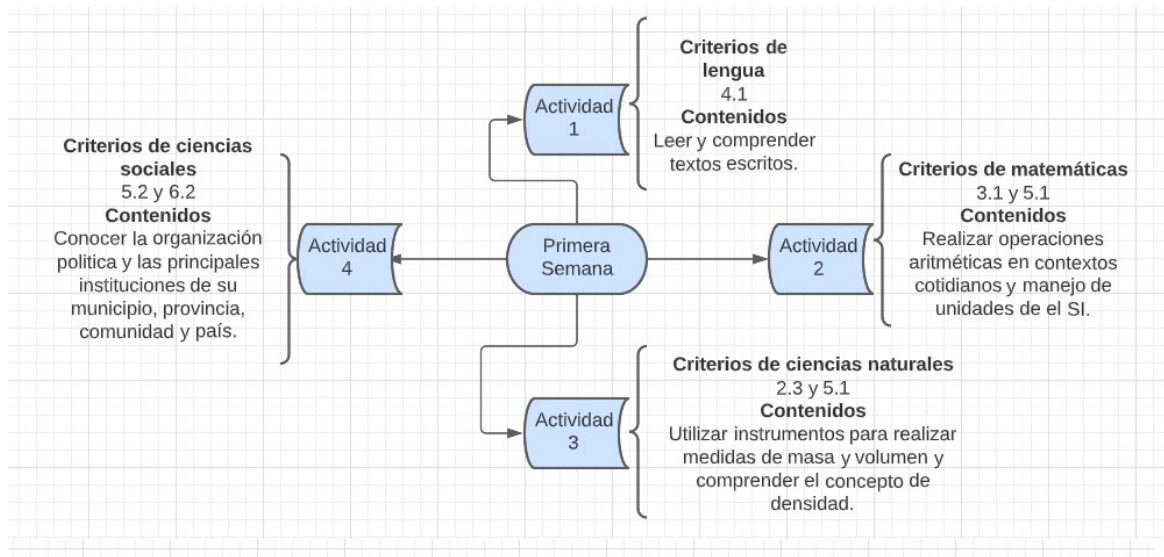 Criterios de
lengua
4.1
Contenidos
Leer y comprender
textos escritos.
Actividad
1
Criterios de ciencias
sociales
5.2 y 6.2
Contenidos
Conocer la organización
politica y las principales
instituciones de su
municipio, provincia,
comunidad y país.
Actividad
4
Primera
Semana
Actividad
2
Criterios de matemáticas
3.1 y 5.1
Contenidos
Realizar operaciones
aritméticas en contextos
cotidianos y manejo de
unidades de el SI.
Actividad
3
Criterios de ciencias naturales
2.3 y 5.1
Contenidos
Utilizar instrumentos para realizar
medidas de masa y volumen y
comprender el concepto de
densidad.